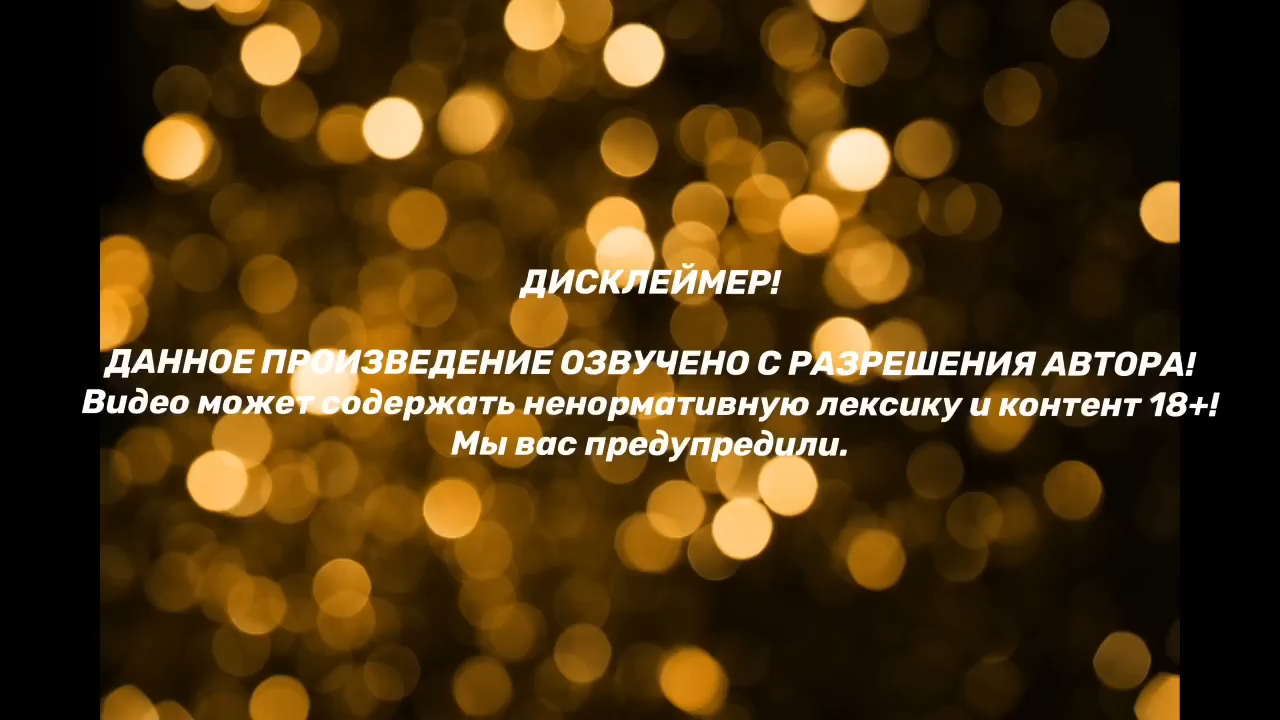 ДИСКЛЕЙМЕР!
ДАННОЕ ПРОИЗВЕДЕНИЕ ОЗВУЧЕНО С РАЗРЕШЕНИЯ АВТОРА!
Видео может содержать ненормативную лексику и контент 18+!
Мы вас предупредили.